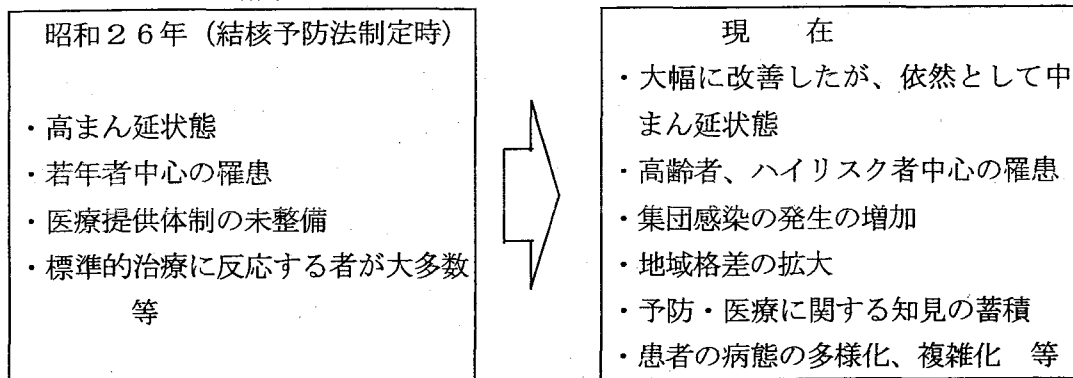 昭和２６年（結核予防法制定時）
・高まん延状態
・若年者中心の罹患
・医療提供体制の未整備
・標準的治療に反応する者が大多数
等
現　在
・大幅に改善したが、依然として中
まん延状態
・高齢者、ハイリスク者中心の罹患
・集団感染の発生の増加
・地域格差の拡大
・予防・医療に関する知見の蓄積
・患者の病態の多様化、複雑化　等